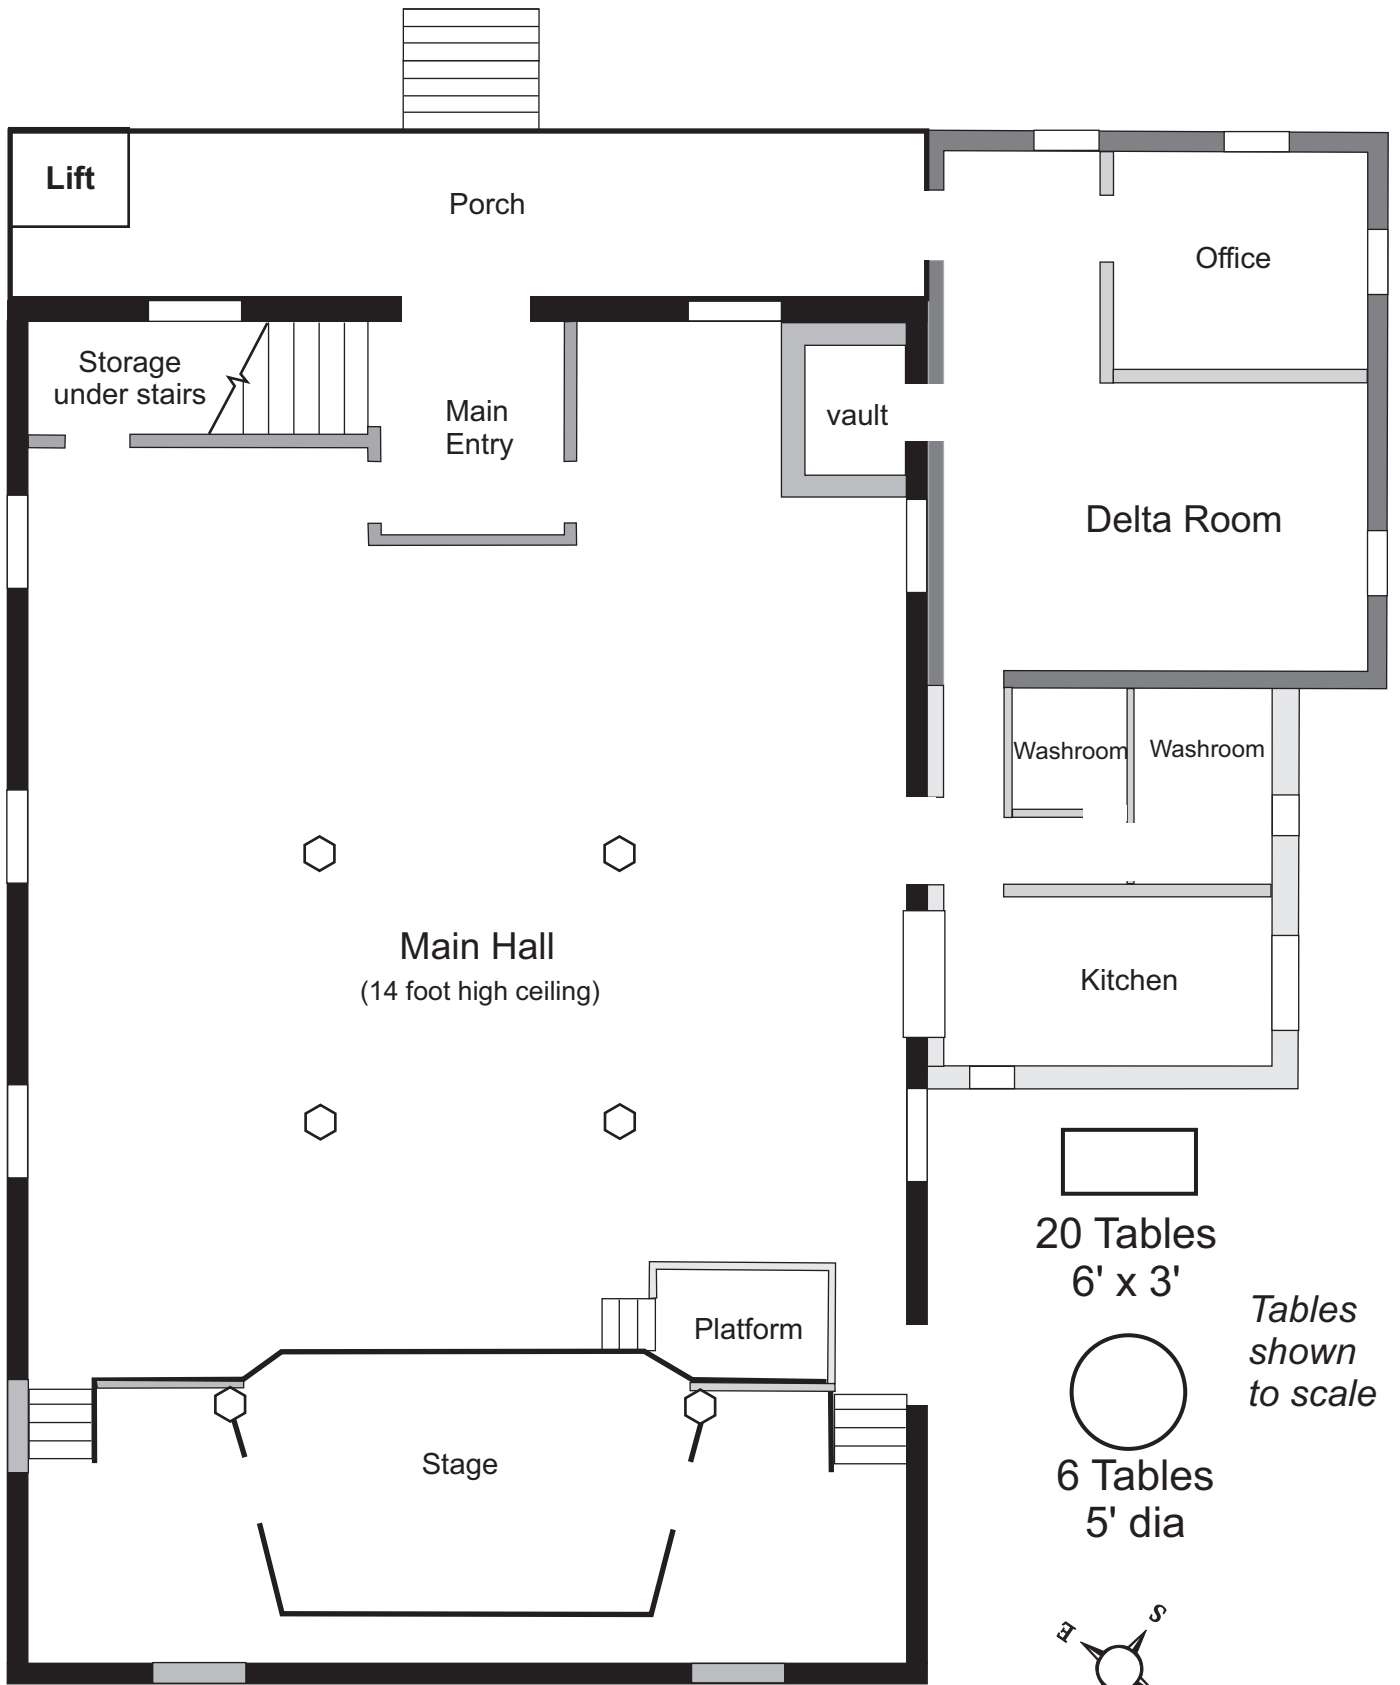 Lift
Porch
Office
Storage
under stairs
Main
Entry
vault
Delta Room
Washroom
Washroom
Main Hall
(14 foot high ceiling)
Kitchen
20 Tables
6' x 3'
Platform
Tables
shown
to scale
Stage
6 Tables
5' dia
S
E